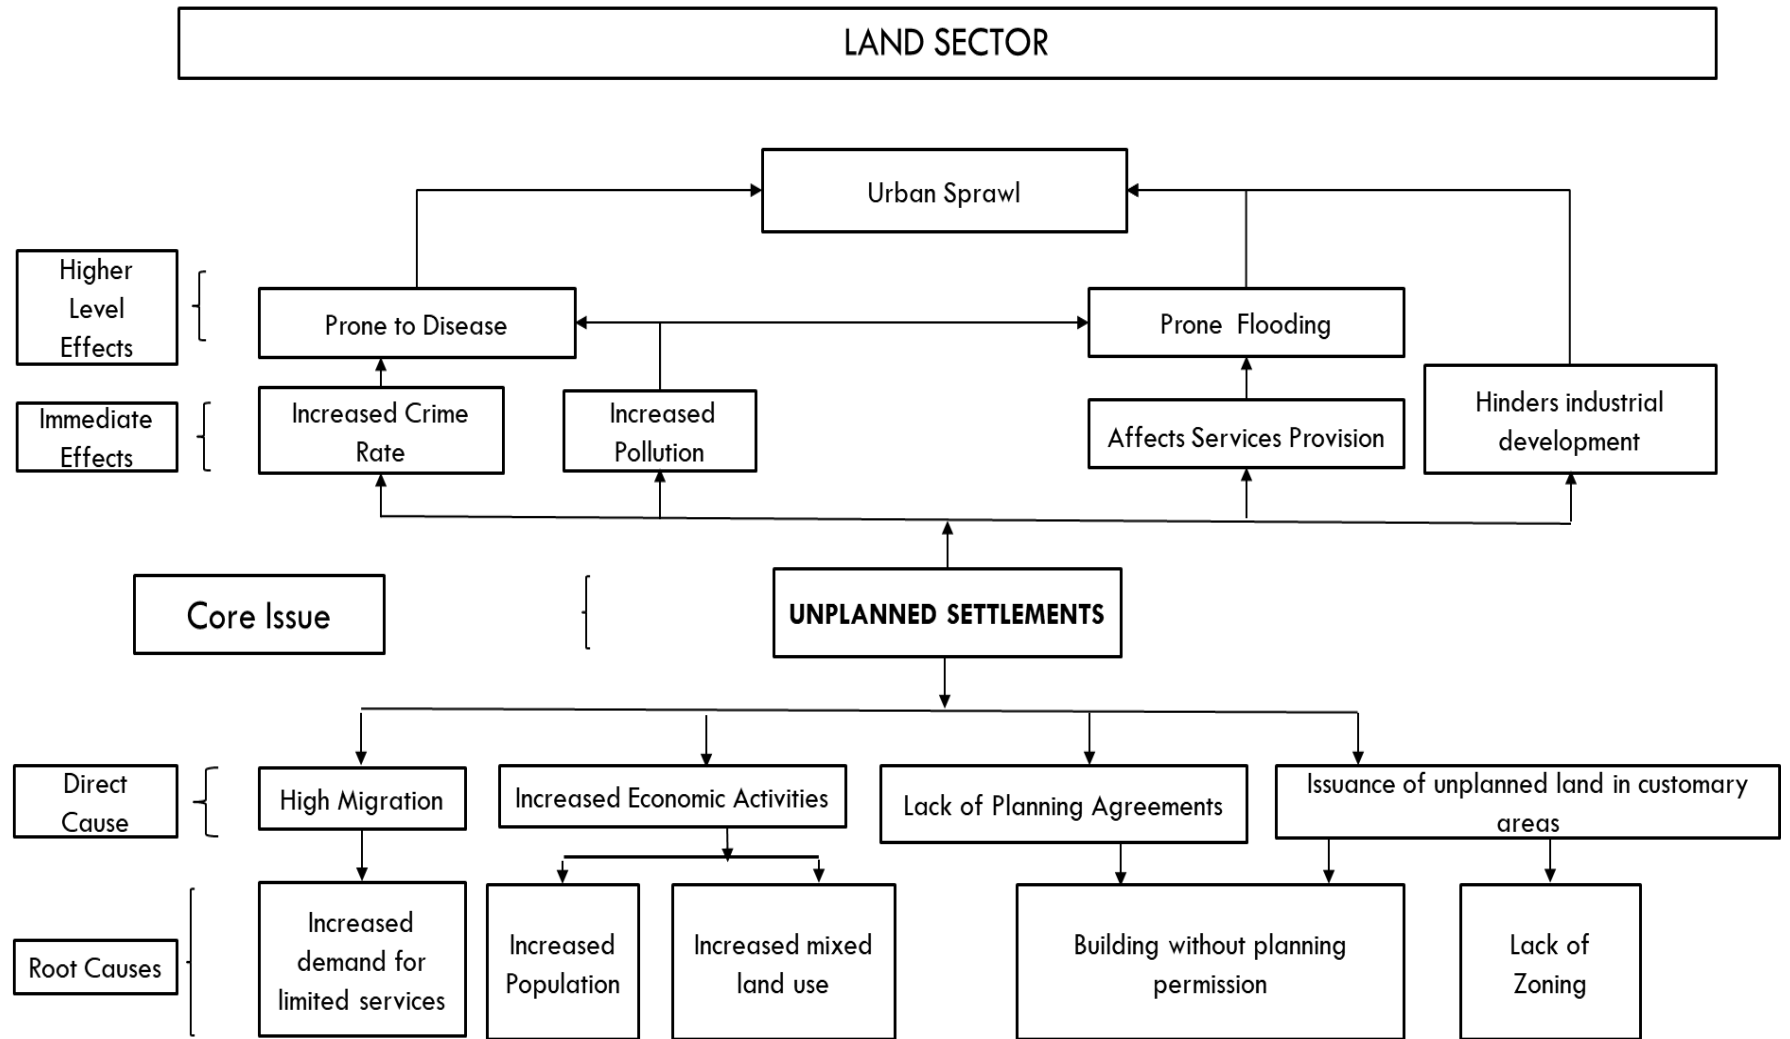 LAND SECTOR
Urban Sprawl
Higher
Level
Effects
Prone to Disease
Prone Flooding
Immediate
Effects
Increased Crime
Rate
Increased
Pollution
Affects Services Provision
Hinders industrial
development
Core Issue
UNPLANNED SETTLEMENTS
Direct
Cause
High Migration
Increased Economic Activities
Lack of Planning Agreements
Issuance of unplanned land in customary
areas
Root Causes
Increased
demand for
limited services
Increased
Population
Increased mixed
land use
Building without planning
permission
Lack of
Zoning